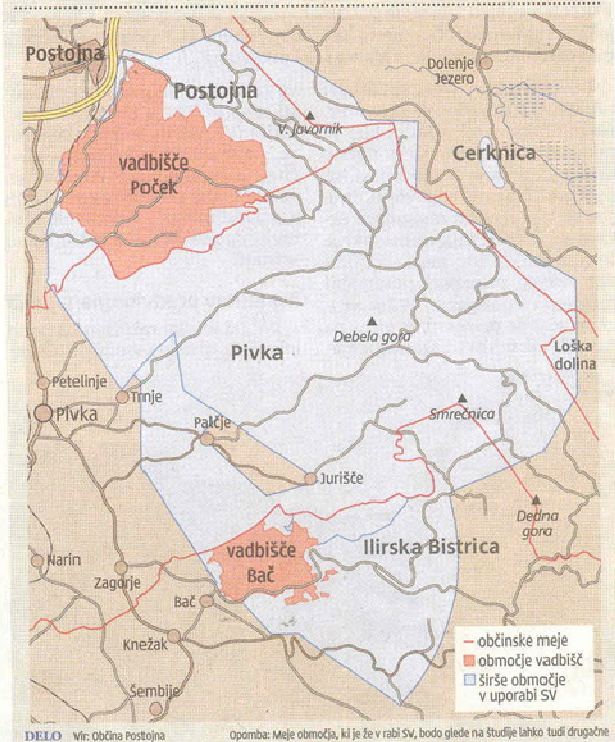 Postojna
Postojna
Dolenje
Jezero
V. Javornik
Cerknica
vadbišče
Poček
Debela gora
Pivka
Loška
dolina
Petelinje
Trnje
Pivka
Smrečnica
Palčje
Jurišče
Dedna
gora
vadbišče
Bač
Ilirska Bistrica
Narin
Zagorje
Bač
Knežak
Šembije
občinske meje
območje vadbišč
širše območje
v uporabi SV
DELO Vir: Občina Postojna Opomba: Meje območja, ki je že v rabi SV, bodo glede na študije lahko tudi drugačne